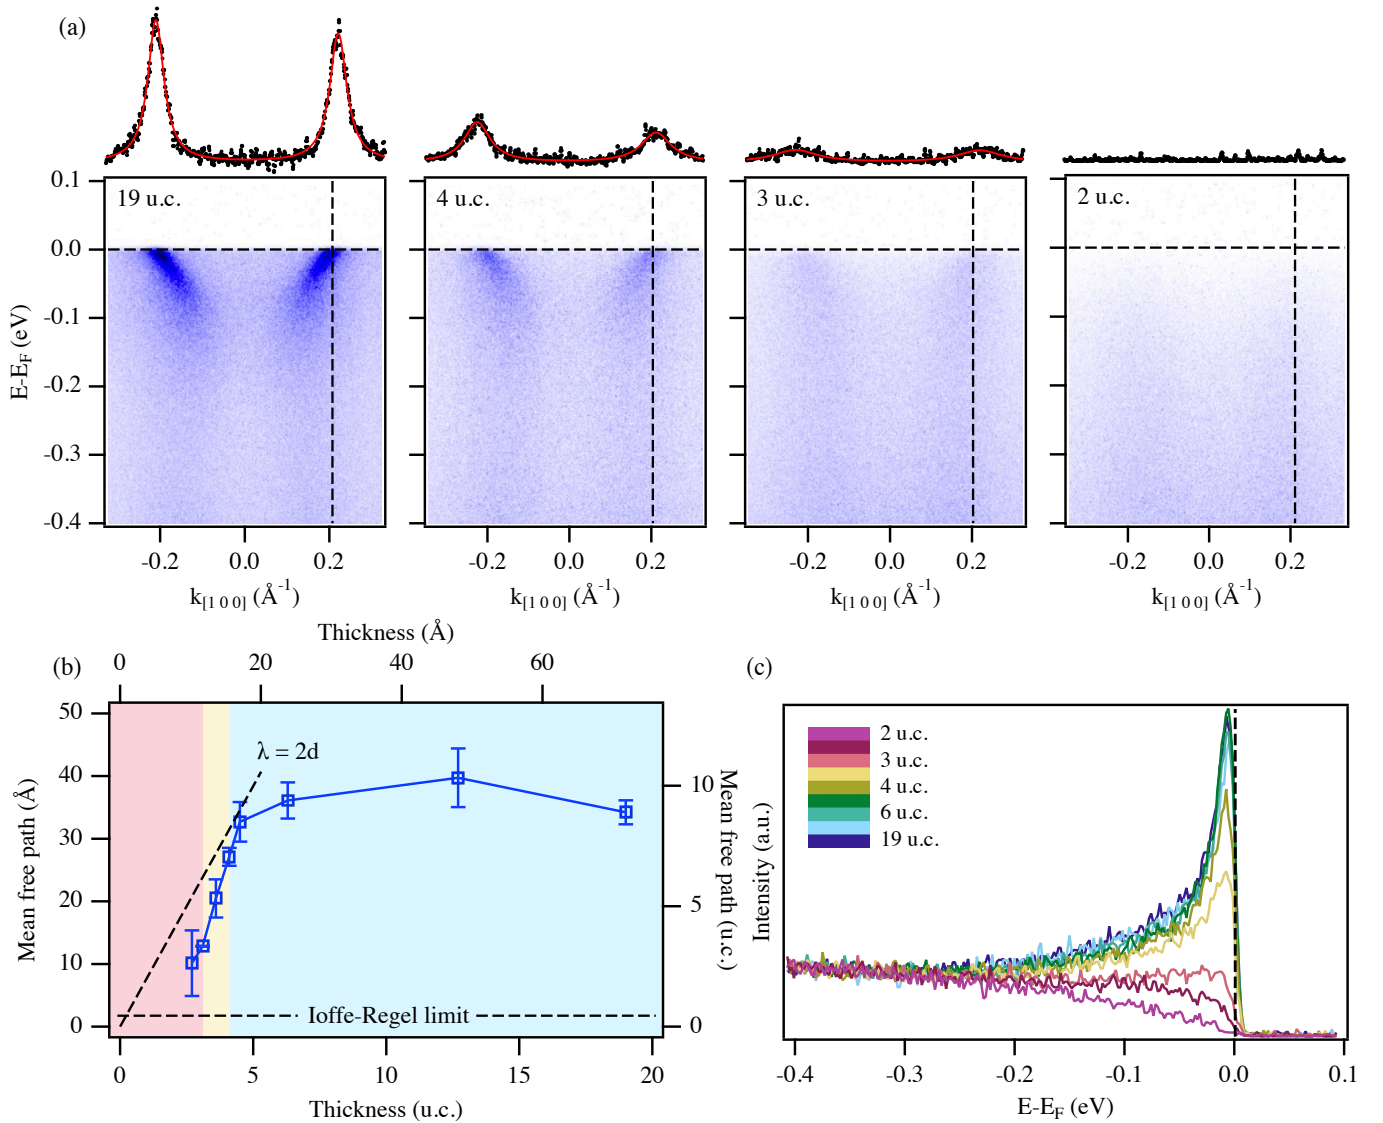 (a)
19 u.c.
4 u.c.
3 u.c.
2 u.c.
0.1
0.0
-0.1
-0.2
-0.3
-0.4
E-E_F (eV)
-0.2 0.0 0.2
-0.2 0.0 0.2
-0.2 0.0 0.2
-0.2 0.0 0.2
k[1 0 0] (Å-1)
k[1 0 0] (Å-1)
k[1 0 0] (Å-1)
k[1 0 0] (Å-1)
(b)
Thickness (Å)
0 20 40 60
50
40
30
20
10
0
Mean free path (Å)
λ = 2d
Ioffe-Regel limit
10
5
0
Mean free path (u.c.)
0 5 10 15 20
Thickness (u.c.)
(c)
2 u.c.
3 u.c.
4 u.c.
6 u.c.
19 u.c.
Intensity (a.u.)
-0.4 -0.3 -0.2 -0.1 0.0 0.1
E-E_F (eV)